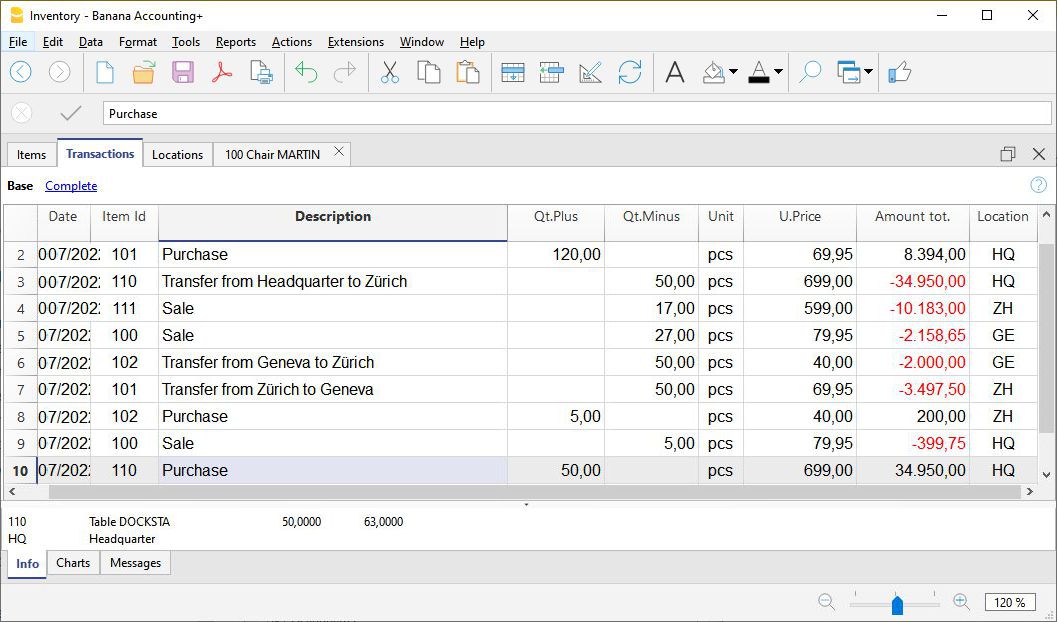 Inventory - Banana Accounting+
File Edit Data Format Tools Reports Actions Extensions Window Help
Purchase
Items Transactions Locations 100 Chair MARTIN
Base Complete
Date Item Id Description Qt.Plus Qt.Minus Unit U.Price Amount tot. Location
2 007/202 101 Purchase 120,00 pcs 69,95 8.394,00 HQ
3 007/202 110 Transfer from Headquarter to Zürich 50,00 pcs 699,00 -34.950,00 HQ
4 007/202 111 Sale 17,00 pcs 599,00 -10.183,00 ZH
5 07/202 100 Sale 27,00 pcs 79,95 -2.158,65 GE
6 07/202 102 Transfer from Geneva to Zürich 50,00 pcs 40,00 -2.000,00 GE
7 07/202 101 Transfer from Zürich to Geneva 50,00 pcs 69,95 -3.497,50 ZH
8 07/202 102 Purchase 5,00 pcs 40,00 200,00 ZH
9 07/202 100 Sale 5,00 pcs 79,95 -399,75 HQ
10 07/202 110 Purchase 50,00 pcs 699,00 34.950,00 HQ
110 Table DOCKSTA 50,0000 63,0000
HQ Headquarter
Info Charts Messages
120 %